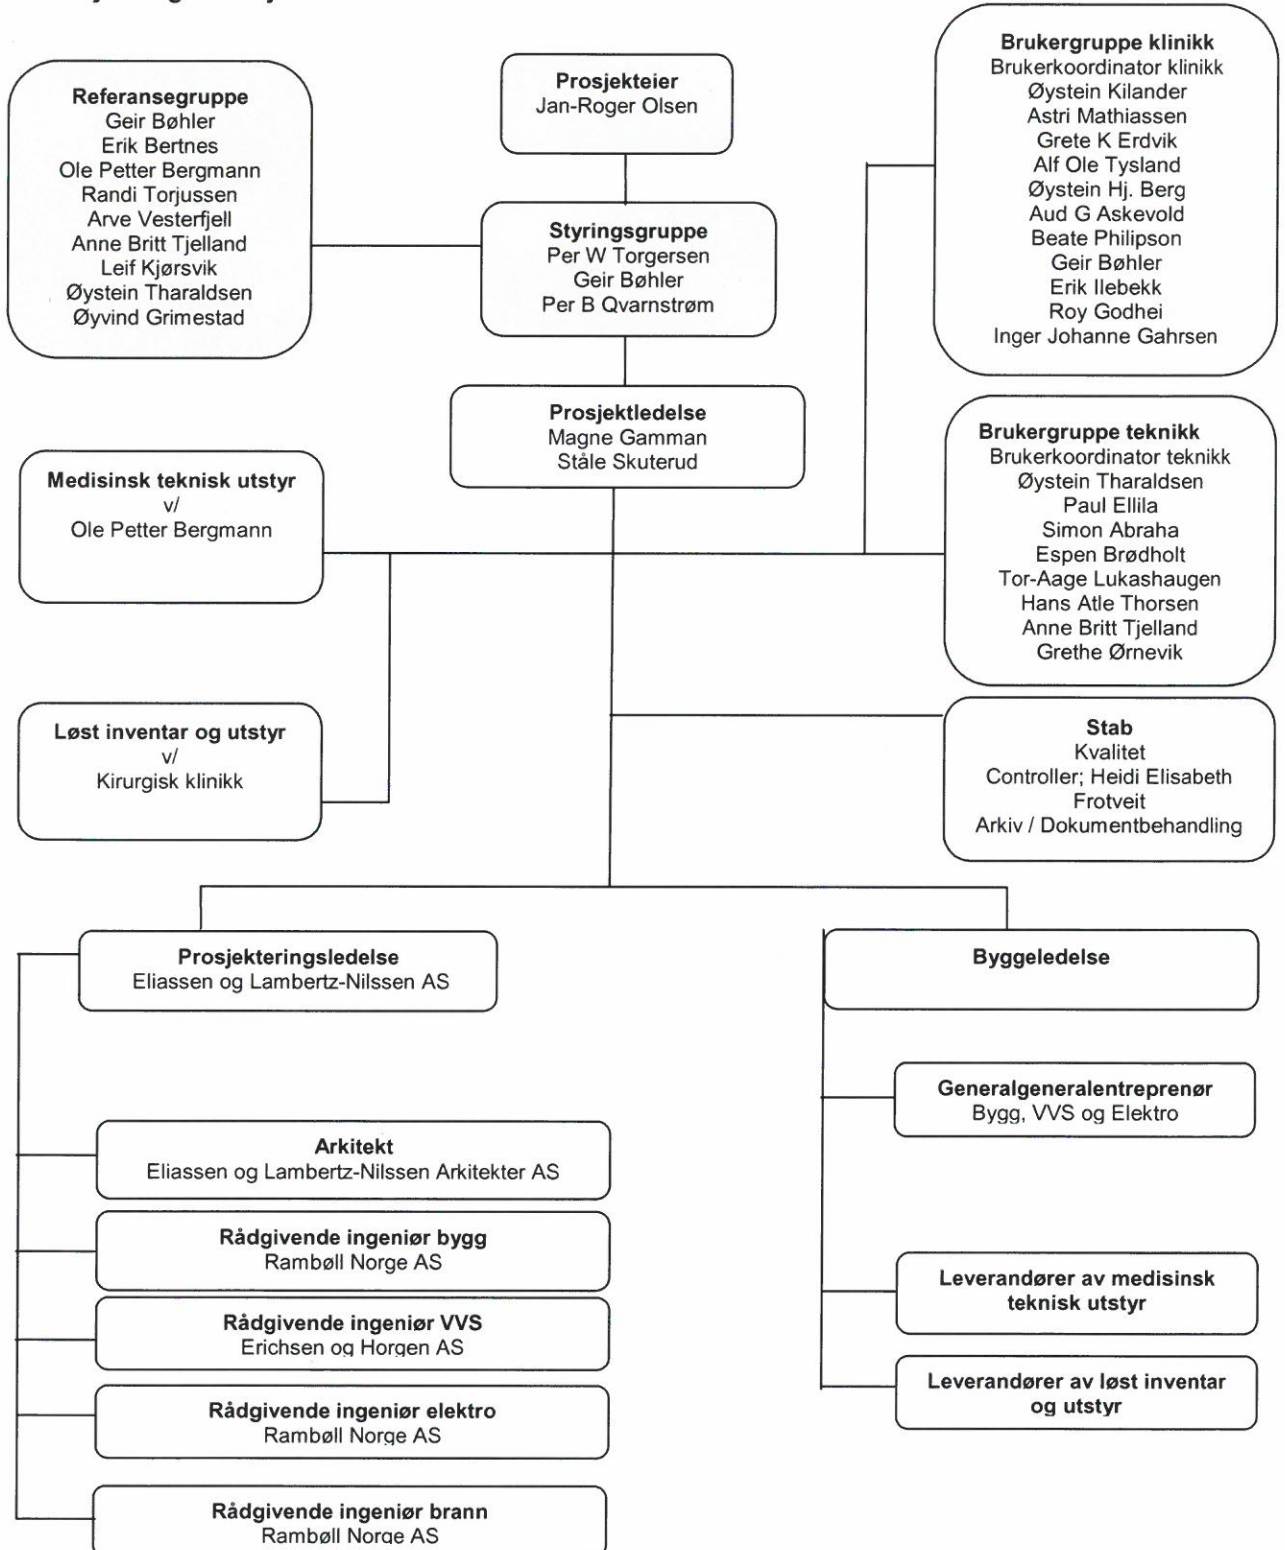 Referansegruppe
Geir Bøhler
Erik Bertnes
Ole Petter Bergmann
Randi Torjussen
Arve Vesterfjell
Anne Britt Tjelland
Leif Kjørsvik
Øystein Tharaldsen
Øyvind Grimestad
Prosjekteier
Jan-Roger Olsen
Styringsgruppe
Per W Torgersen
Geir Bøhler
Per B Qvarnstrøm
Prosjektledelse
Magne Gamman
Ståle Skuterud
Brukergruppe klinikk
Brukerkoordinator klinikk
Øystein Kilander
Astri Mathiassen
Grete K Erdvik
Alf Ole Tysland
Øystein Hj. Berg
Aud G Askevold
Beate Philipson
Geir Bøhler
Erik Ilebekk
Roy Godhei
Inger Johanne Gahrsen
Brukergruppe teknikk
Brukerkoordinator teknikk
Øystein Tharaldsen
Paul Ellila
Simon Abraha
Espen Brødholt
Tor-Aage Lukashaugen
Hans Atle Thorsen
Anne Britt Tjelland
Grethe Ørnevik
Medisinsk teknisk utstyr
v/
Ole Petter Bergmann
Løst inventar og utstyr
v/
Kirurgisk klinikk
Stab
Kvalitet
Controller; Heidi Elisabeth
Frotveit
Arkiv / Dokumentbehandling
Prosjekteringsledelse
Eliassen og Lambertz-Nilssen AS
Arkitekt
Eliassen og Lambertz-Nilssen Arkitekter AS
Rådgivende ingeniør bygg
Rambøll Norge AS
Rådgivende ingeniør VVS
Erichsen og Horgen AS
Rådgivende ingeniør elektro
Rambøll Norge AS
Rådgivende ingeniør brann
Rambøll Norge AS
Byggeledelse
Generalgeneralentreprenør
Bygg, VVS og Elektro
Leverandører av medisinsk
teknisk utstyr
Leverandører av løst inventar
og utstyr